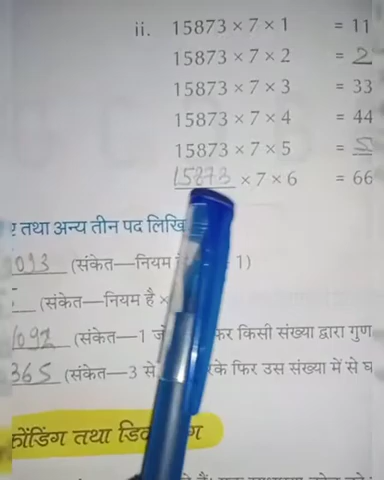 ii. 15873 × 7 × 1 = 11
15873 × 7 × 2 = 2
15873 × 7 × 3 = 33
15873 × 7 × 4 = 44
15873 × 7 × 5 = 5
15873 × 7 × 6 = 66
तथा अन्य तीन पद
1093 (संकेत—नियम 1)
(संकेत—नियम है ×
1092 (संकेत—1 कर किसी संख्या द्वारा गुण
365 (संकेत—3 से के फिर उस संख्या में से घ
कोडिंग तथा